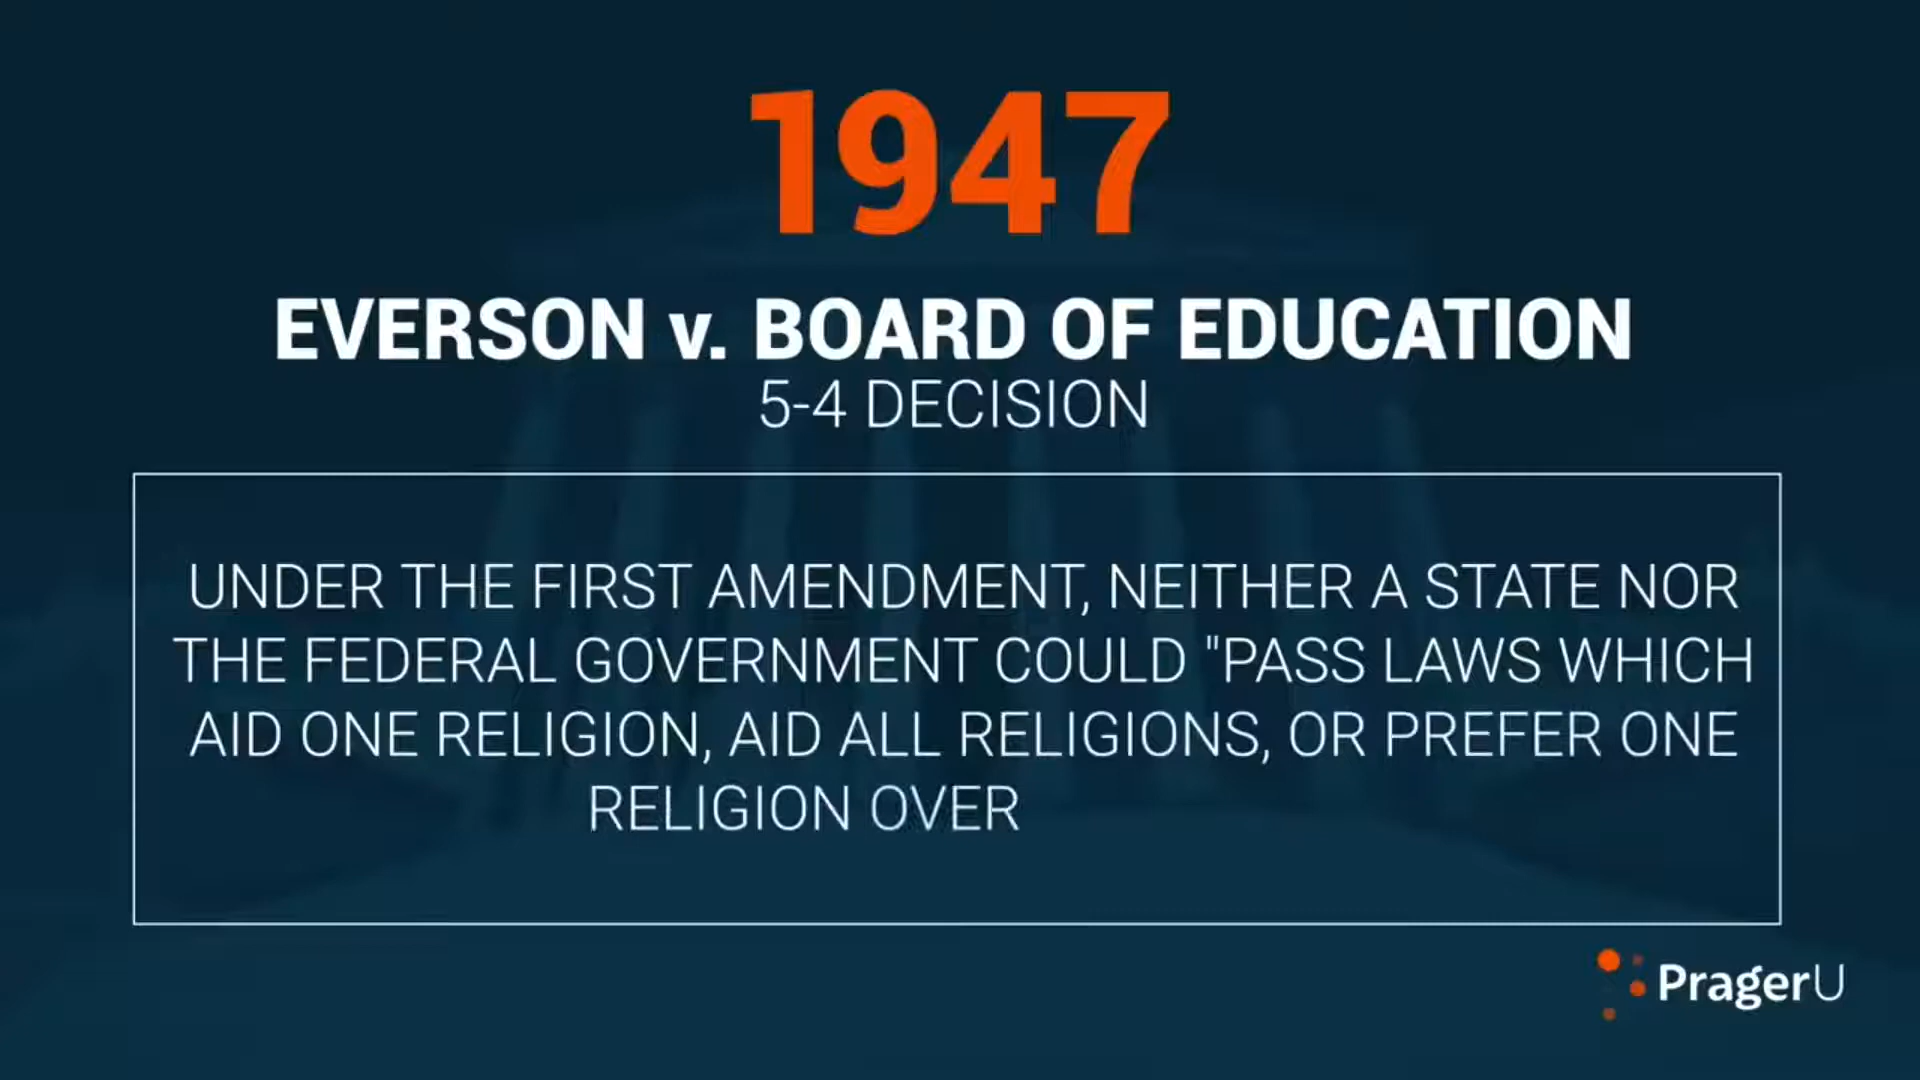 1947
EVERSON v. BOARD OF EDUCATION
5-4 DECISION
UNDER THE FIRST AMENDMENT, NEITHER A STATE NOR
THE FEDERAL GOVERNMENT COULD "PASS LAWS WHICH
AID ONE RELIGION, AID ALL RELIGIONS, OR PREFER ONE
RELIGION OVER
PragerU